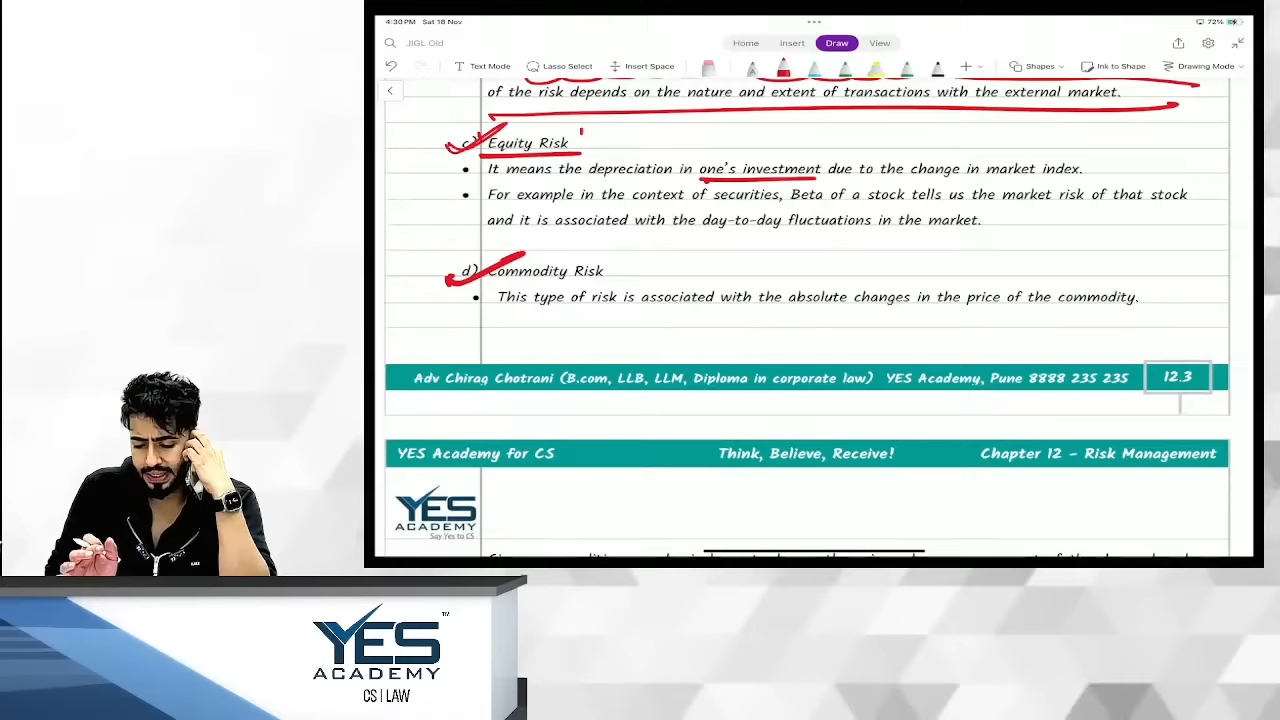 4:30 PM Sat 18 Nov
72%
JIGL Old
Home Insert Draw View
Text Mode Lasso Select Insert Space Shapes Ink to Shape Drawing Mode
of the risk depends on the nature and extent of transactions with the external market.
c) Equity Risk
• It means the depreciation in one's investment due to the change in market index.
• For example in the context of securities, Beta of a stock tells us the market risk of that stock
and it is associated with the day-to-day fluctuations in the market.
d) Commodity Risk
• This type of risk is associated with the absolute changes in the price of the commodity.
Adv Chirag Chotrani (B.com, LLB, LLM, Diploma in corporate law) YES Academy, Pune 8888 235 235 12.3
YES Academy for CS Think, Believe, Receive! Chapter 12 - Risk Management
YES
ACADEMY
Say Yes to CS
YES™
ACADEMY
CS | LAW